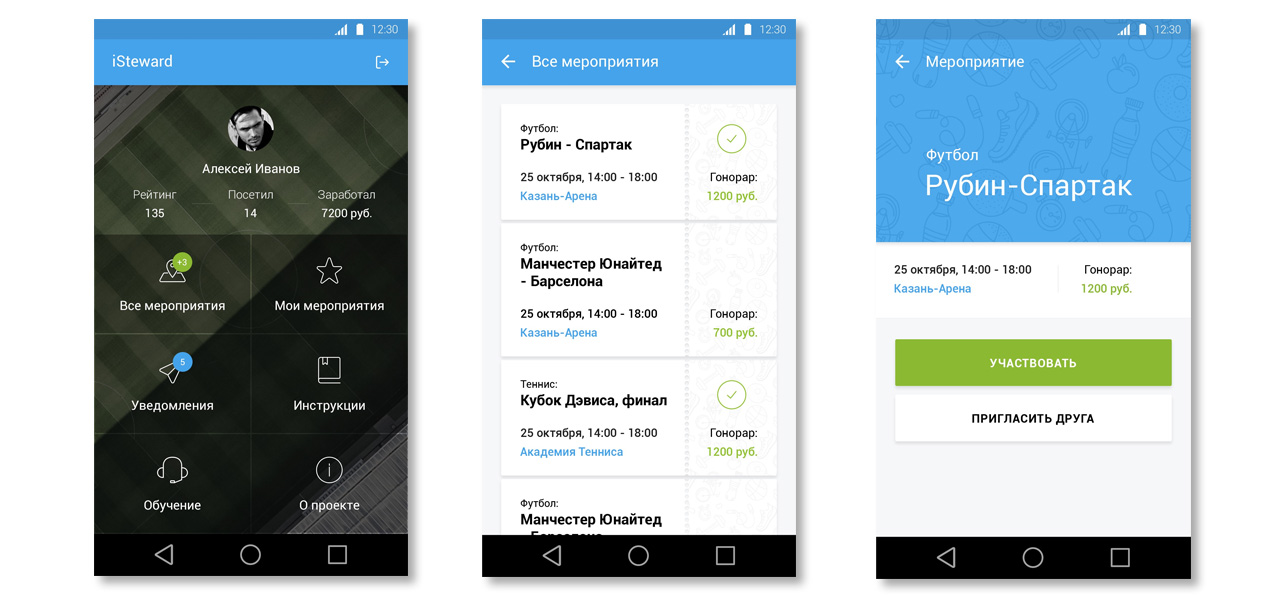 12:30
iSteward
Алексей Иванов
Рейтинг Посетил Заработал
135 14 7200 руб.
+3
Все мероприятия Мои мероприятия
5
Уведомления Инструкции
Обучение О проекте
12:30
Все мероприятия
Футбол:
Рубин - Спартак
25 октября, 14:00 - 18:00 Гонорар:
Казань-Арена 1200 руб.
Футбол:
Манчестер Юнайтед
- Барселона
25 октября, 14:00 - 18:00 Гонорар:
Казань-Арена 700 руб.
Теннис:
Кубок Дэвиса, финал
25 октября, 14:00 - 18:00 Гонорар:
Академия Тенниса 1200 руб.
Футбол:
Манчестер Юнайтед
- Барселона
12:30
Мероприятие
Футбол
Рубин-Спартак
25 октября, 14:00 - 18:00 Гонорар:
Казань-Арена 1200 руб.
УЧАСТВОВАТЬ
ПРИГЛАСИТЬ ДРУГА